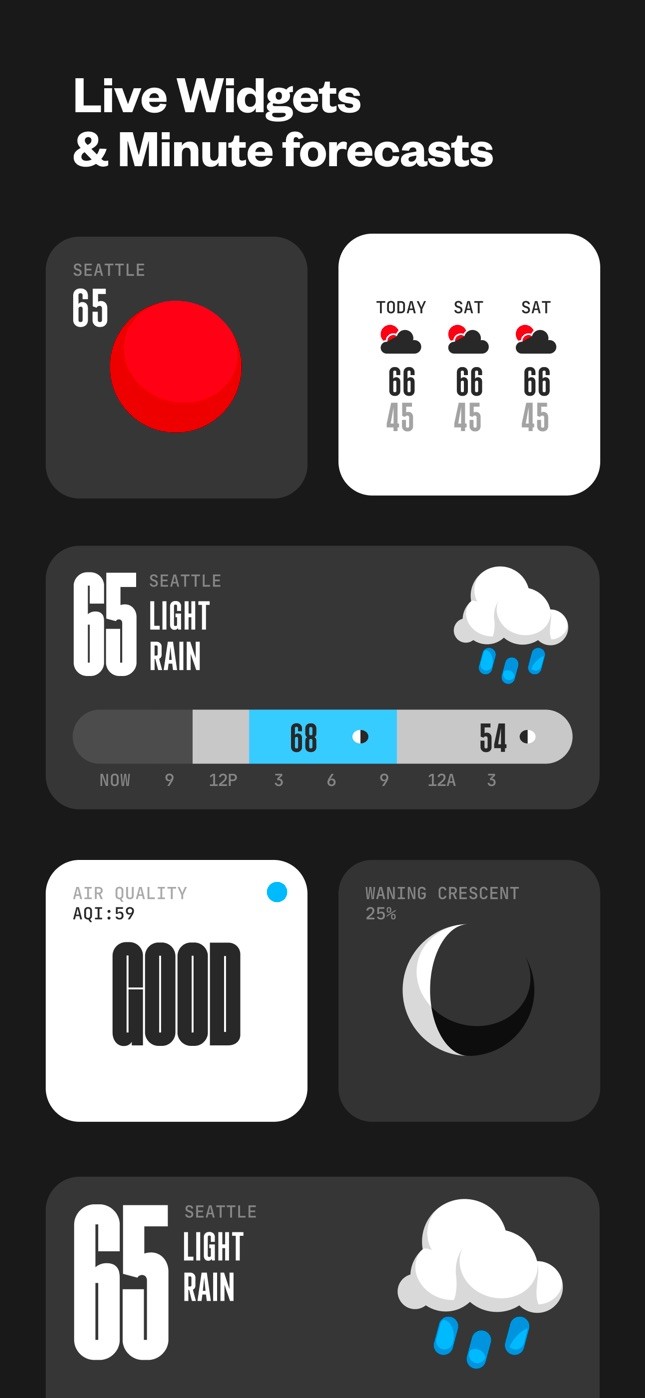 Live Widgets
& Minute forecasts
SEATTLE
65
TODAY SAT SAT
66 66 66
45 45 45
65
SEATTLE
LIGHT
RAIN
68 54
NOW 9 12P 3 6 9 12A 3
AIR QUALITY
AQI:59
GOOD
WANING CRESCENT
25%
65
SEATTLE
LIGHT
RAIN